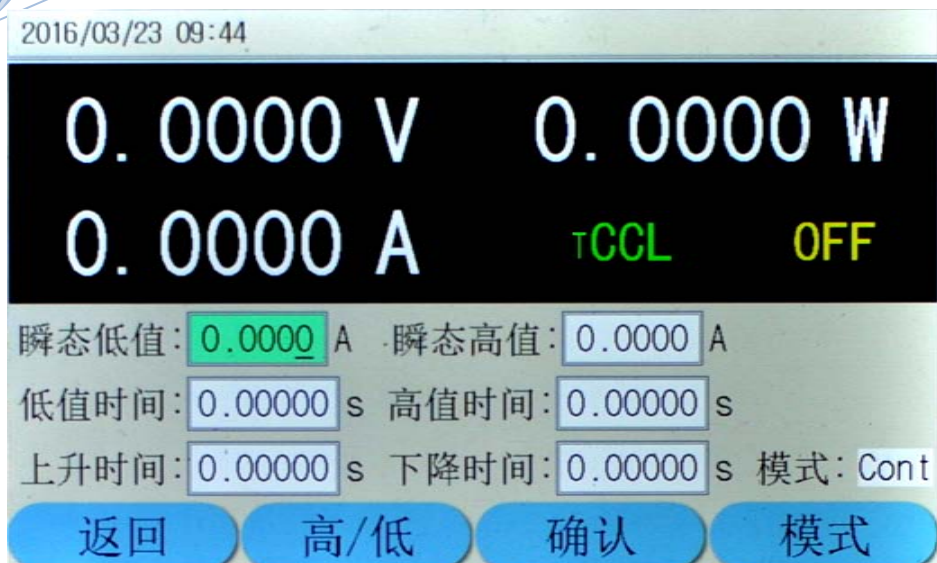 2016/03/23 09:44
0.0000 V 0.0000 W
0.0000 A TCCL OFF
瞬态低值: 0.0000 A 瞬态高值: 0.0000 A
低值时间: 0.00000 s 高值时间: 0.00000 s
上升时间: 0.00000 s 下降时间: 0.00000 s 模式: Cont
返回 高/低 确认 模式